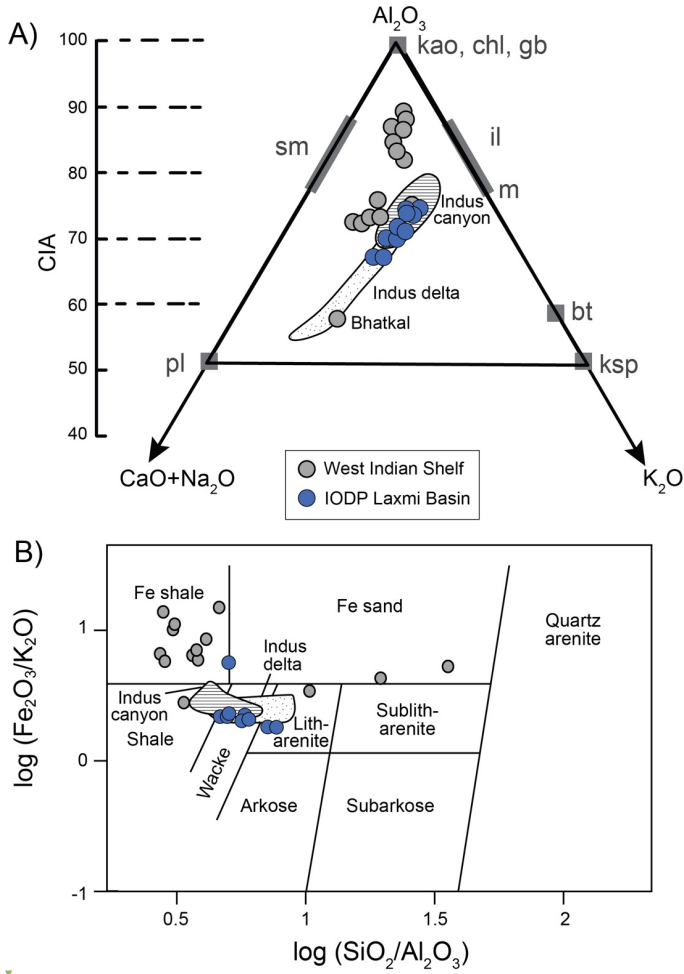 A)
Al₂O₃
100
kao, chl, gb
90
sm
il
80
m
Indus
canyon
CIA
70
Indus delta
60
bt
Bhatkal
pl
50
ksp
40
CaO+Na₂O
K₂O
West Indian Shelf
IODP Laxmi Basin
B)
Fe shale
Fe sand
Quartz
arenite
1
Indus
delta
Indus
canyon
Shale
Lith-
arenite
Sublith-
arenite
log (Fe₂O₃/K₂O)
0
Wacke
Arkose
Subarkose
-1
0.5
1
1.5
2
log (SiO₂/Al₂O₃)